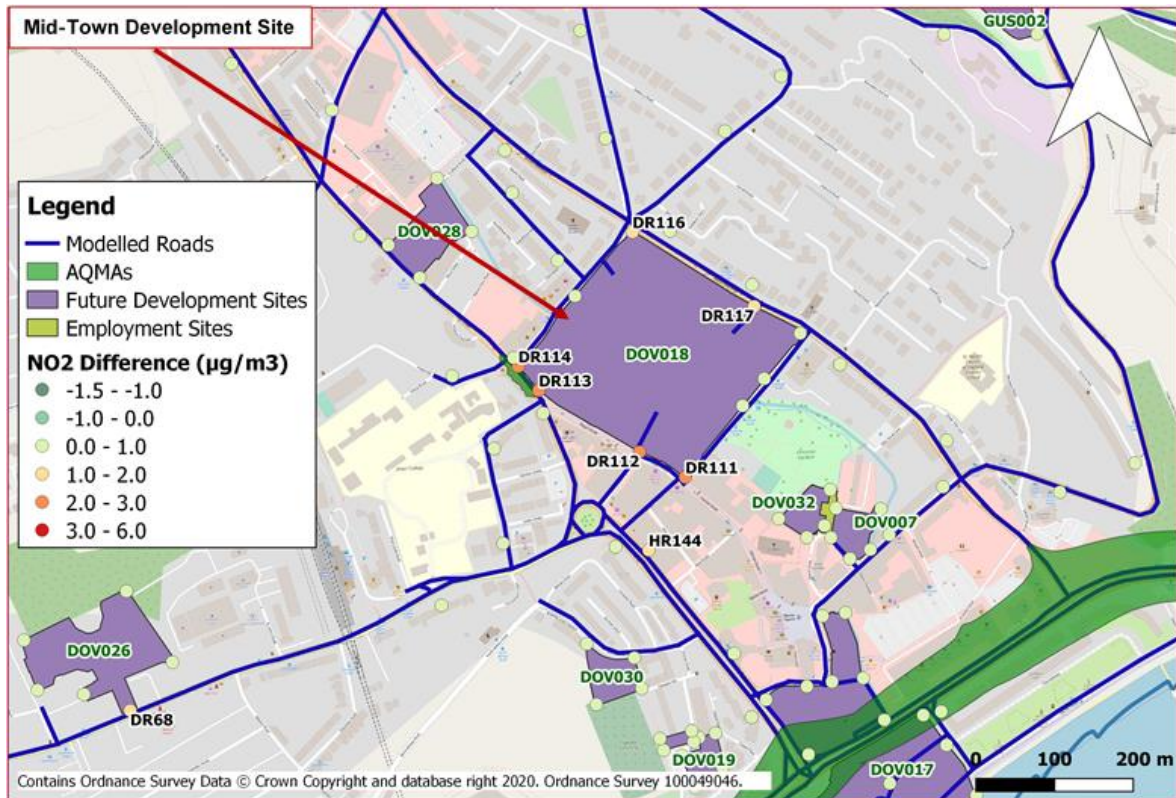 Mid-Town Development Site
GUS002
Legend
Modelled Roads
AQMAs
Future Development Sites
Employment Sites
NO2 Difference (µg/m3)
-1.5 - -1.0
-1.0 - 0.0
0.0 - 1.0
1.0 - 2.0
2.0 - 3.0
3.0 - 6.0
DOV028
DR116
DR117
DOV018
DR114
DR113
DR112
DR111
DOV032
DOV007
HR144
DOV026
DOV030
DR68
DOV019
DOV017
0 100 200 m
Contains Ordnance Survey Data © Crown Copyright and database right 2020. Ordnance Survey 100049046.